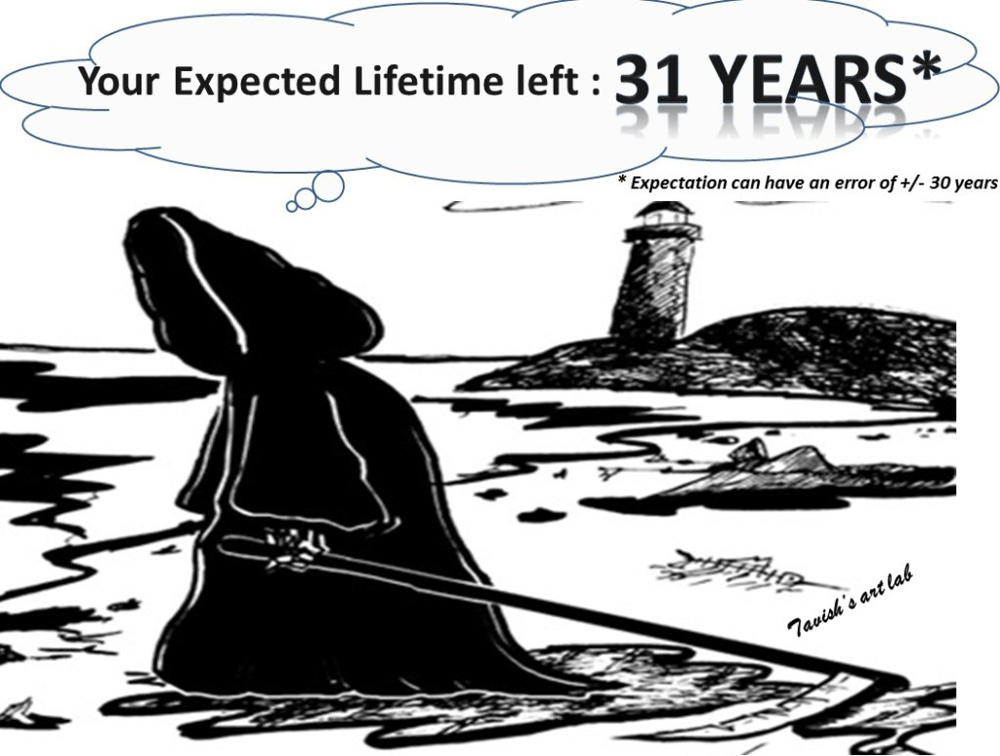 Your Expected Lifetime left : 31 YEARS*
* Expectation can have an error of +/- 30 years
Tavish's art lab